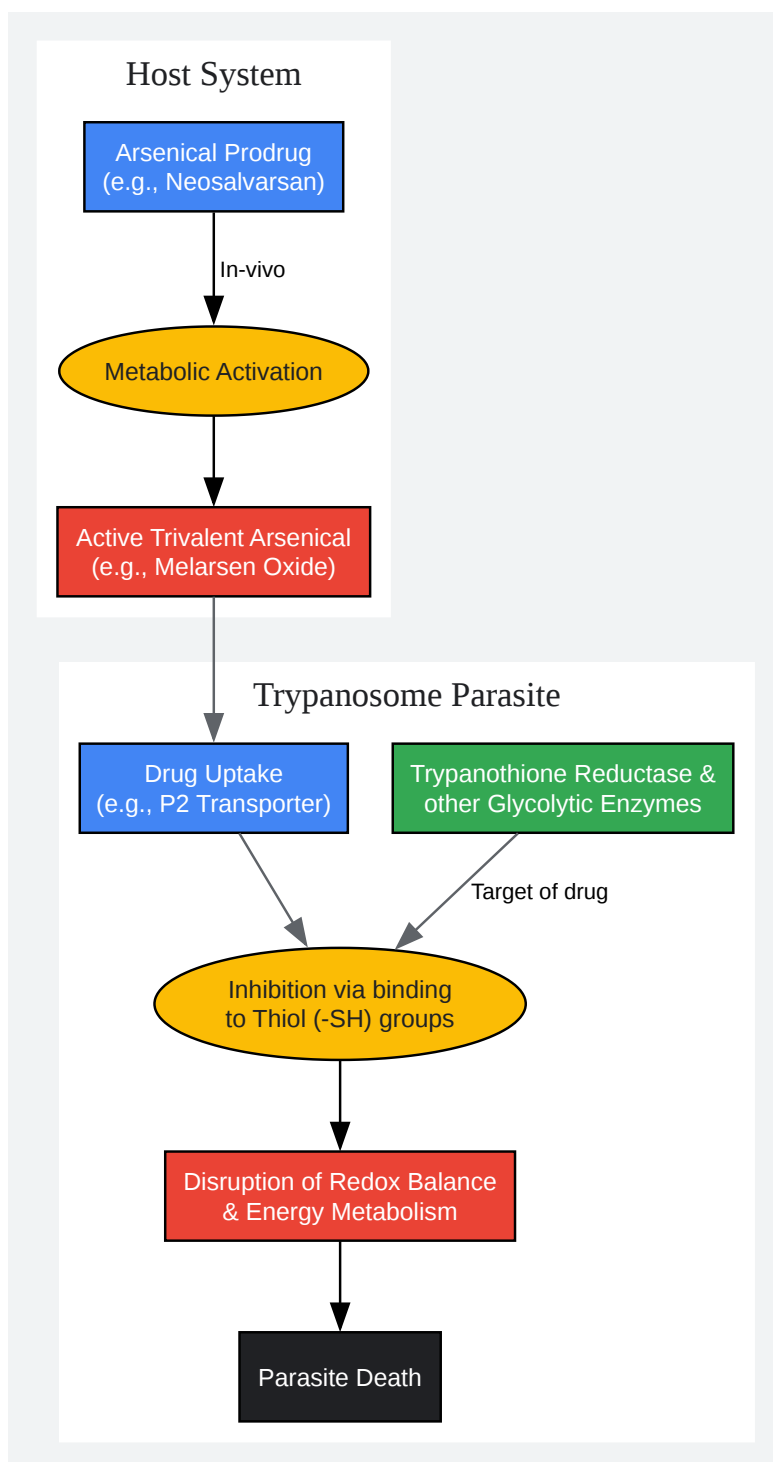 Host System
Arsenical Prodrug
(e.g., Neosalvarsan)
In-vivo
Metabolic Activation
Active Trivalent Arsenical
(e.g., Melarsen Oxide)
Trypanosome Parasite
Drug Uptake
(e.g., P2 Transporter)
Trypanothione Reductase &
other Glycolytic Enzymes
Target of drug
Inhibition via binding
to Thiol (-SH) groups
Disruption of Redox Balance
& Energy Metabolism
Parasite Death